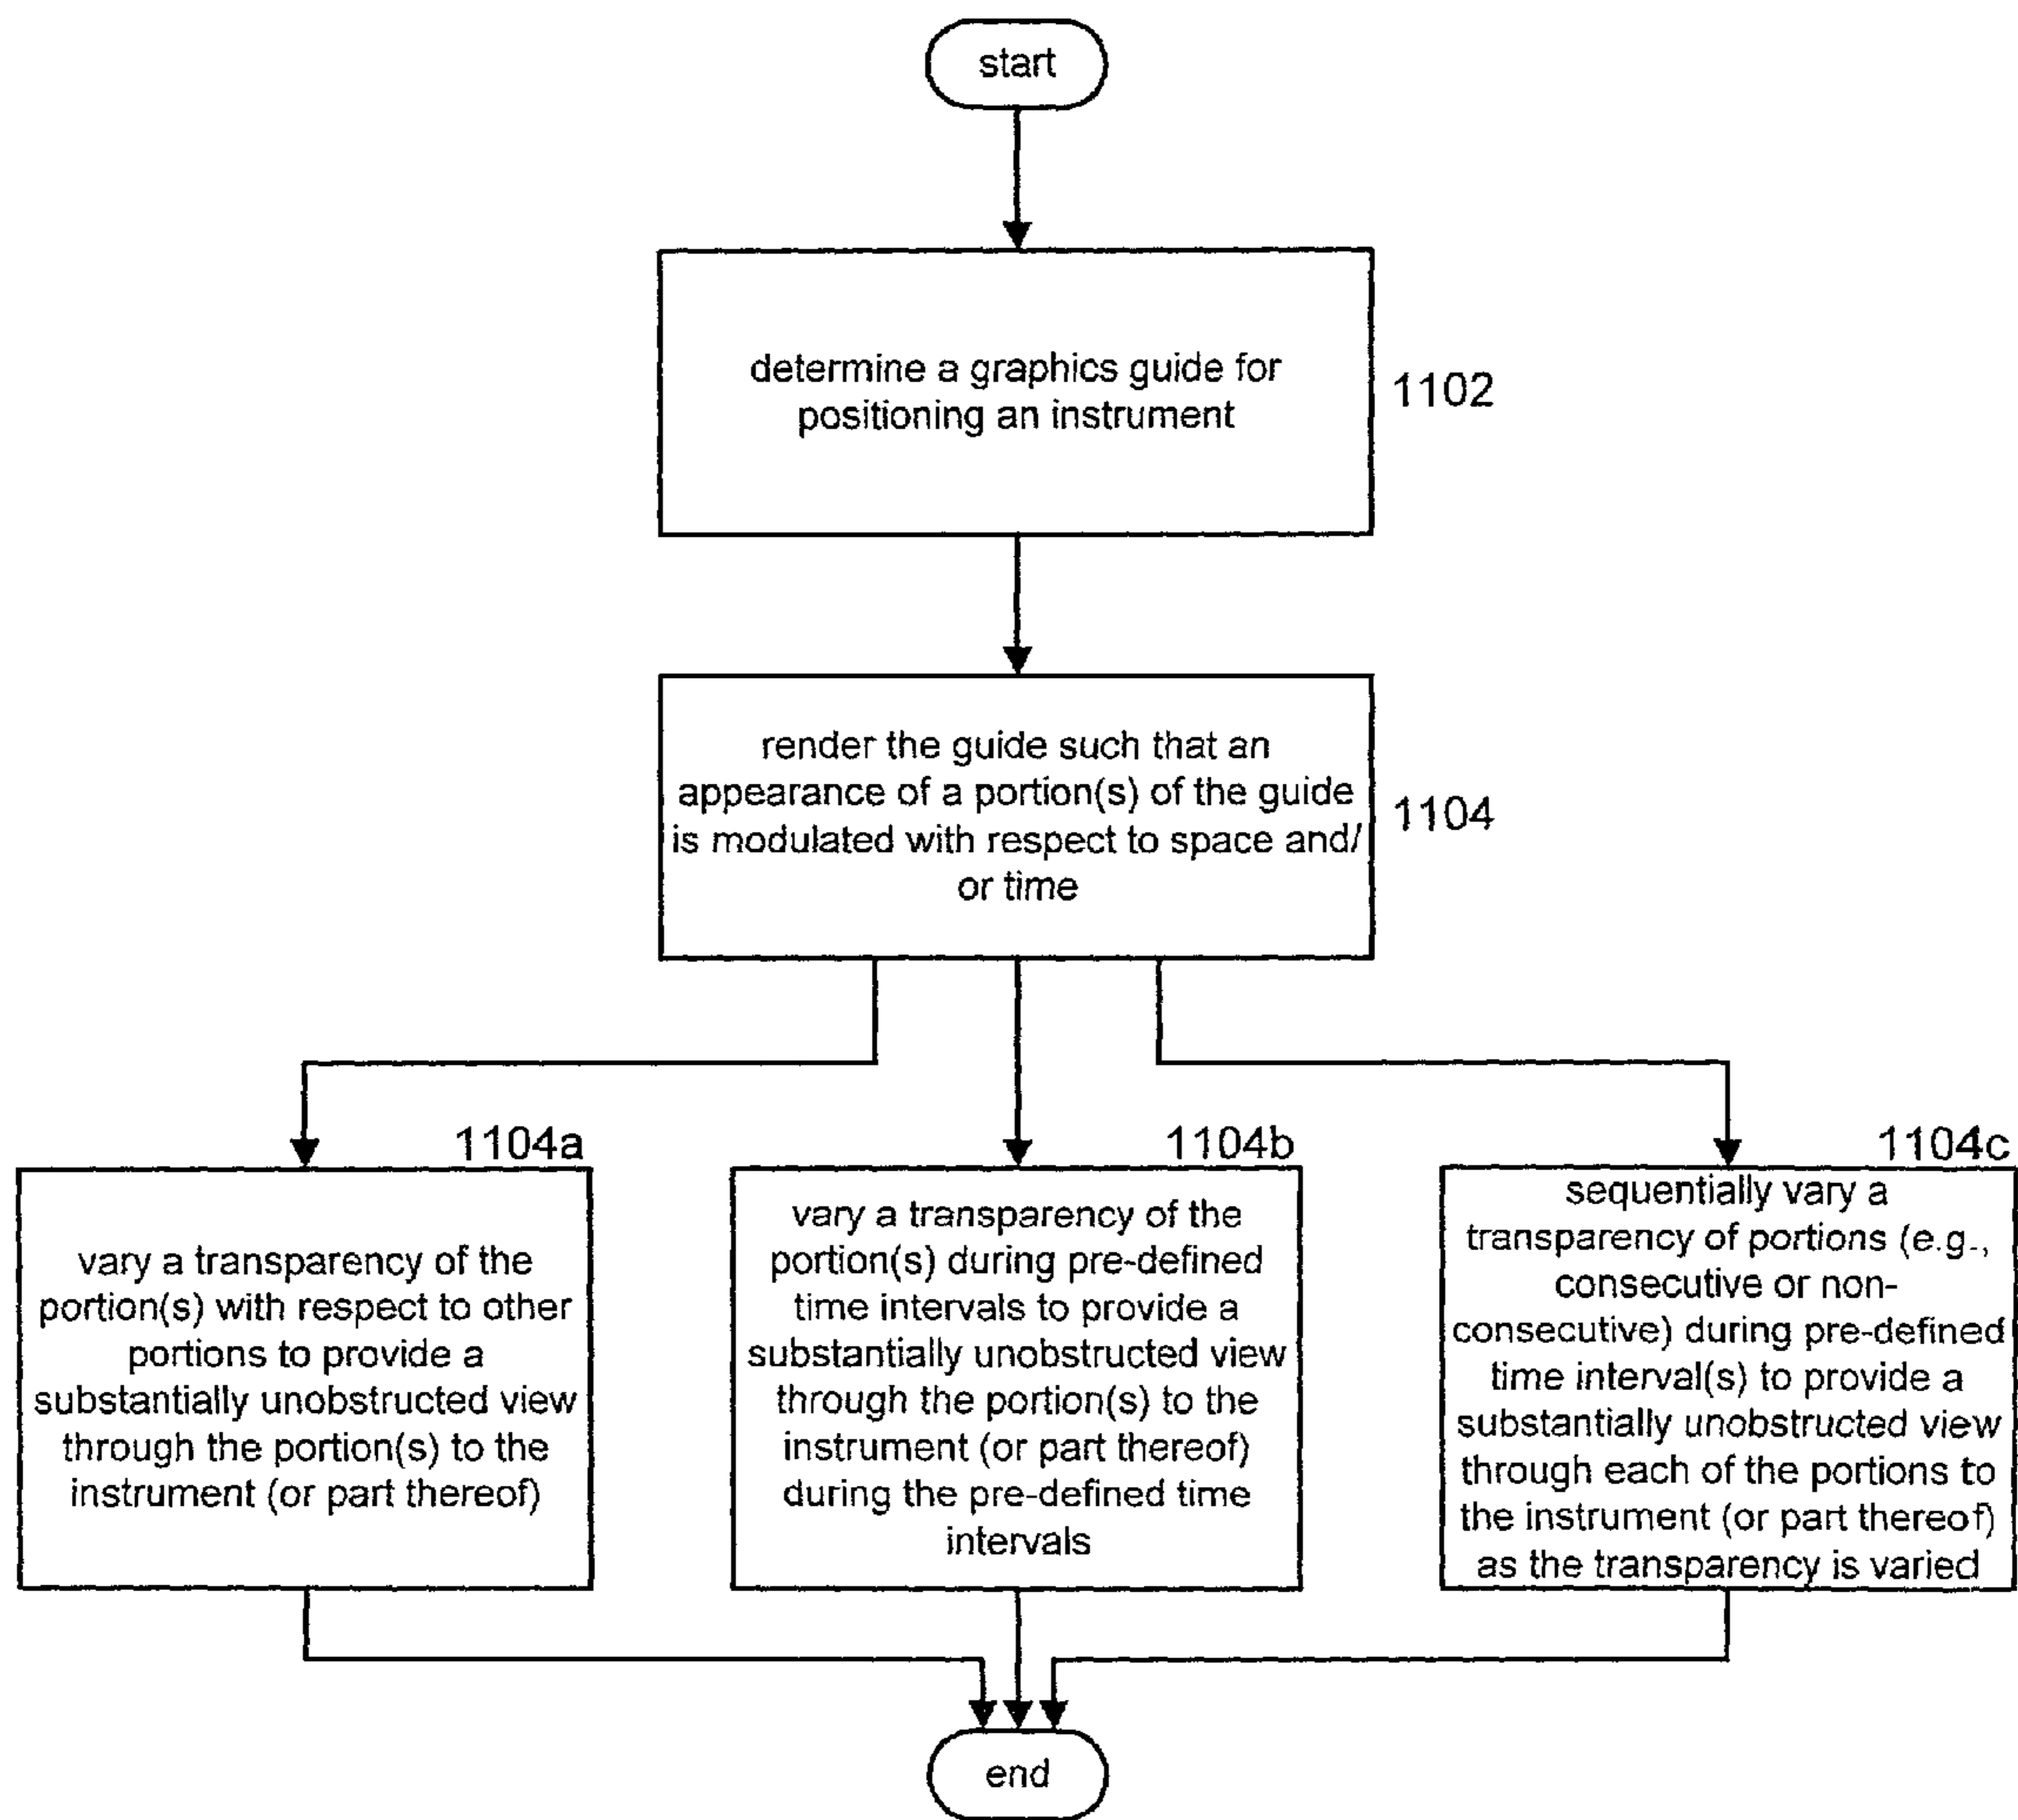 start
determine a graphics guide for
positioning an instrument
1102
render the guide such that an
appearance of a portion(s) of the guide
is modulated with respect to space and/
or time
1104
1104a
vary a transparency of the
portion(s) with respect to other
portions to provide a
substantially unobstructed view
through the portion(s) to the
instrument (or part thereof)
1104b
vary a transparency of the
portion(s) during pre-defined
time intervals to provide a
substantially unobstructed view
through the portion(s) to the
instrument (or part thereof)
during the pre-defined time
intervals
1104c
sequentially vary a
transparency of portions (e.g.,
consecutive or non-
consecutive) during pre-defined
time interval(s) to provide a
substantially unobstructed view
through each of the portions to
the instrument (or part thereof)
as the transparency is varied
end